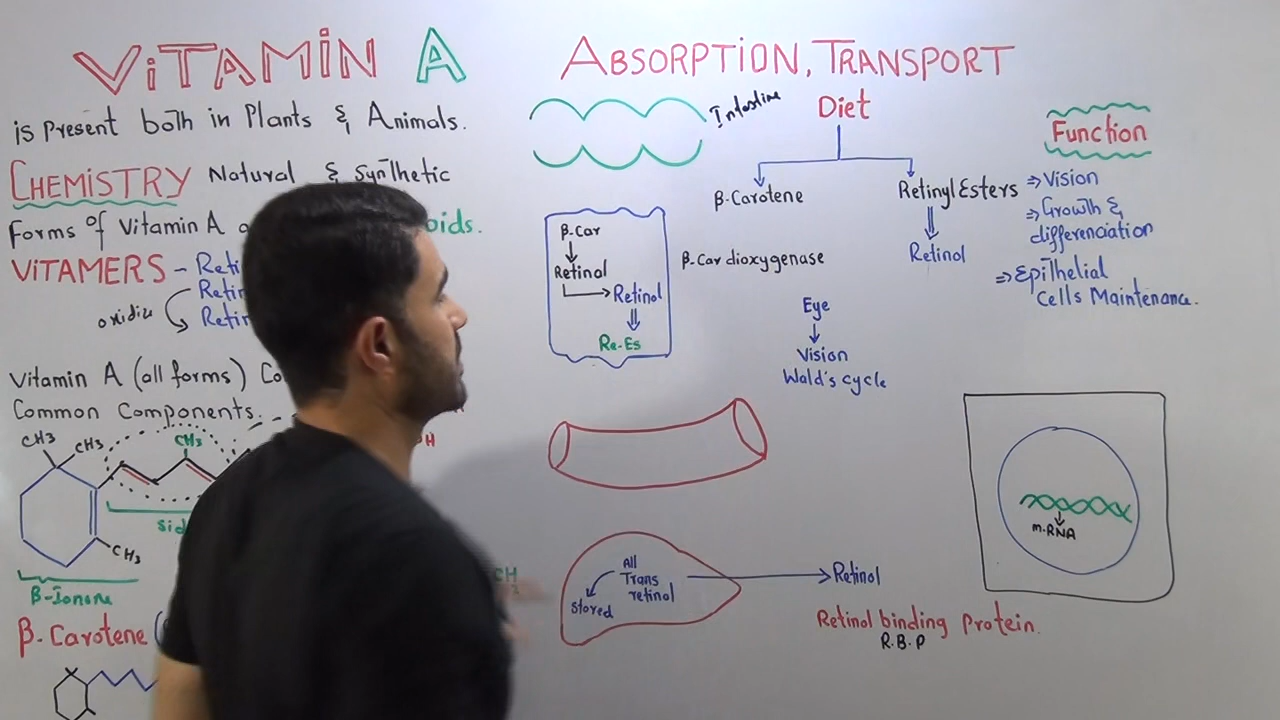 VITAMIN A
is Present both in Plants & Animals.
CHEMISTRY Natural & Synthetic
Forms of Vitamin A
VITAMERS -
oxidize
Vitamin A (all forms)
Common Components.
CH3
CH3
CH3
CH3
β-Ionone
β-Carotene
ABSORPTION, TRANSPORT
Intestine
Diet
β-Carotene
Retinyl Esters
Retinol
β-Car
Retinal
Retinol
Re-Es
β-Car dioxygenase
Eye
Vision
Wald's cycle
All
Trans
retinol
Stored
Retinol
Retinol binding Protein.
R.B.P
Function
⇒ Vision
⇒ Growth &
differenciation
⇒ Epithelial
Cells Maintenance.
m.RNA